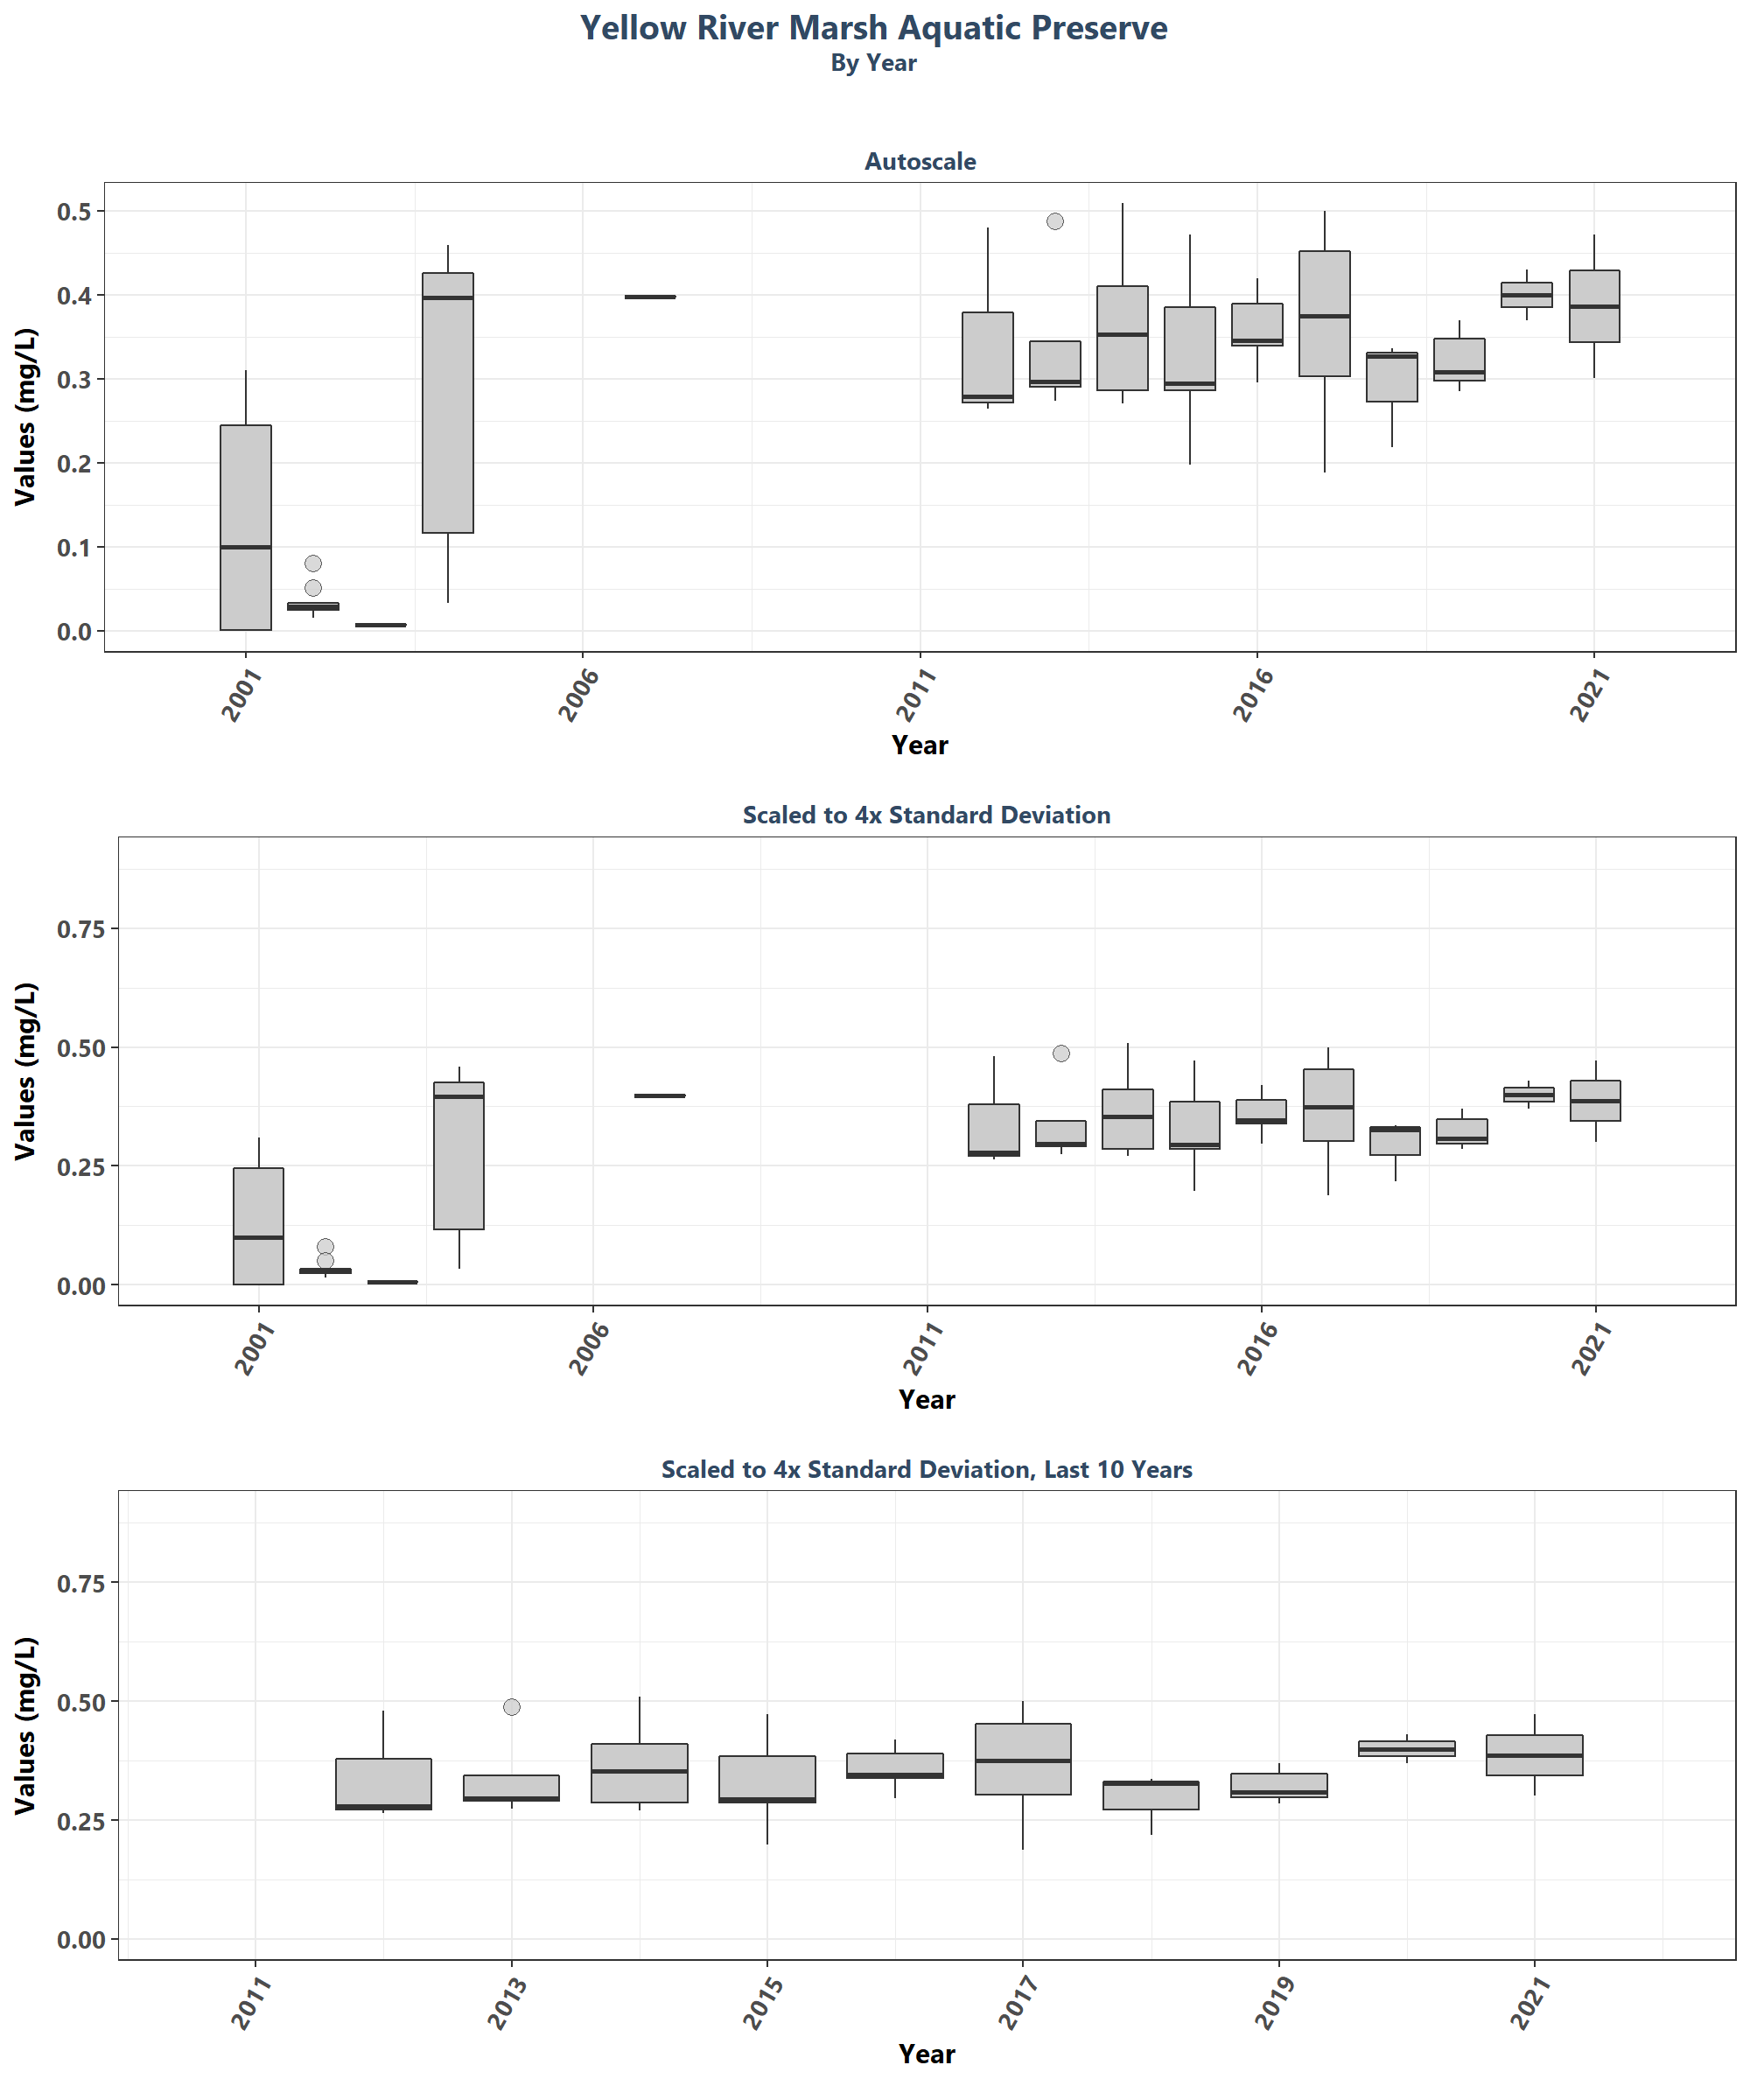 Yellow River Marsh Aquatic Preserve
By Year
Autoscale
Values (mg/L)
0.5
0.4
0.3
0.2
0.1
0.0
2001
2006
2011
2016
2021
Year
Scaled to 4x Standard Deviation
Values (mg/L)
0.75
0.50
0.25
0.00
2001
2006
2011
2016
2021
Year
Scaled to 4x Standard Deviation, Last 10 Years
Values (mg/L)
0.75
0.50
0.25
0.00
2011
2013
2015
2017
2019
2021
Year